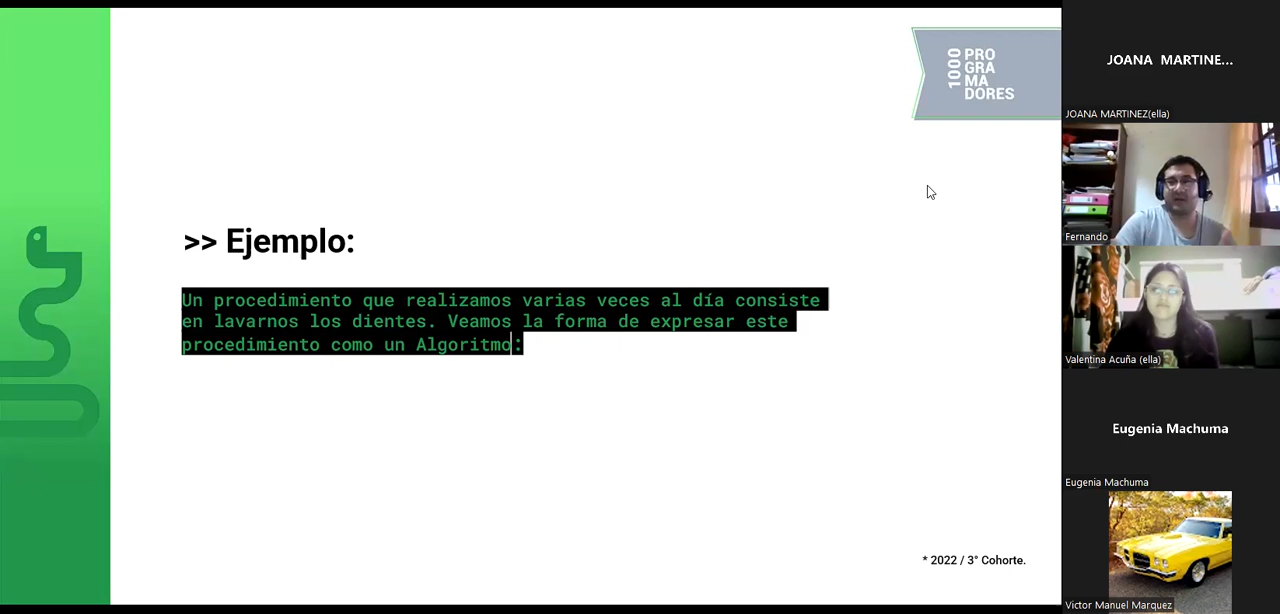 1000
PRO
GRA
MA
DORES
>> Ejemplo:
Un procedimiento que realizamos varias veces al día consiste
en lavarnos los dientes. Veamos la forma de expresar este
procedimiento como un Algoritmo:
* 2022 / 3° Cohorte.
JOANA MARTINE...
JOANA MARTINEZ(ella)
Fernando
Valentina Acuña (ella)
Eugenia Machuma
Eugenia Machuma
Victor Manuel Marquez